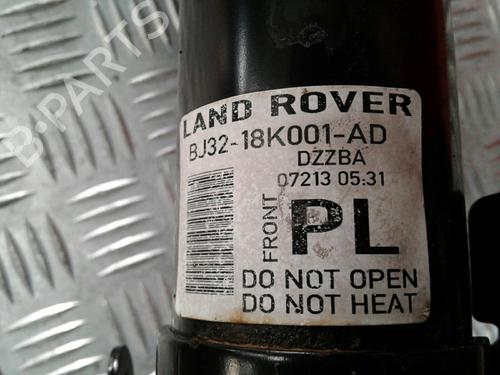 B-PARTS
LAND ROVER
BJ32-18K001-AD
DZZBA
07213 05:31
FRONT
PL
DO NOT OPEN
DO NOT HEAT